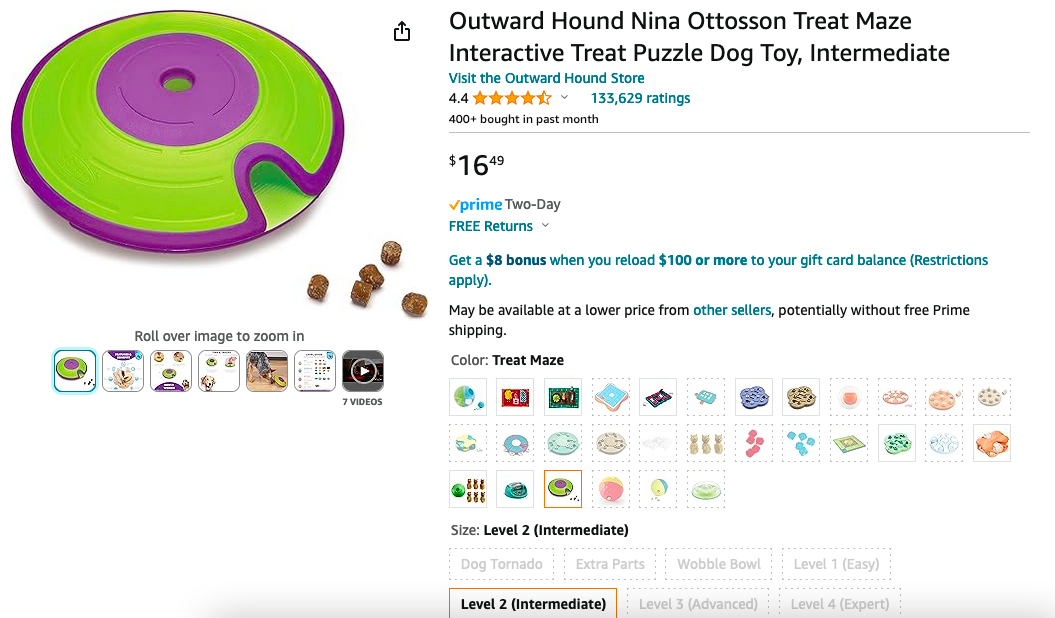 Outward Hound Nina Ottosson Treat Maze
Interactive Treat Puzzle Dog Toy, Intermediate
Visit the Outward Hound Store
4.4 133,629 ratings
400+ bought in past month
$16 49
prime Two-Day
FREE Returns
Get a $8 bonus when you reload $100 or more to your gift card balance (Restrictions
apply).
May be available at a lower price from other sellers, potentially without free Prime
shipping.
Roll over image to zoom in
7 VIDEOS
Color: Treat Maze
Size: Level 2 (Intermediate)
Dog Tornado Extra Parts Wobble Bowl Level 1 (Easy)
Level 2 (Intermediate) Level 3 (Advanced) Level 4 (Expert)